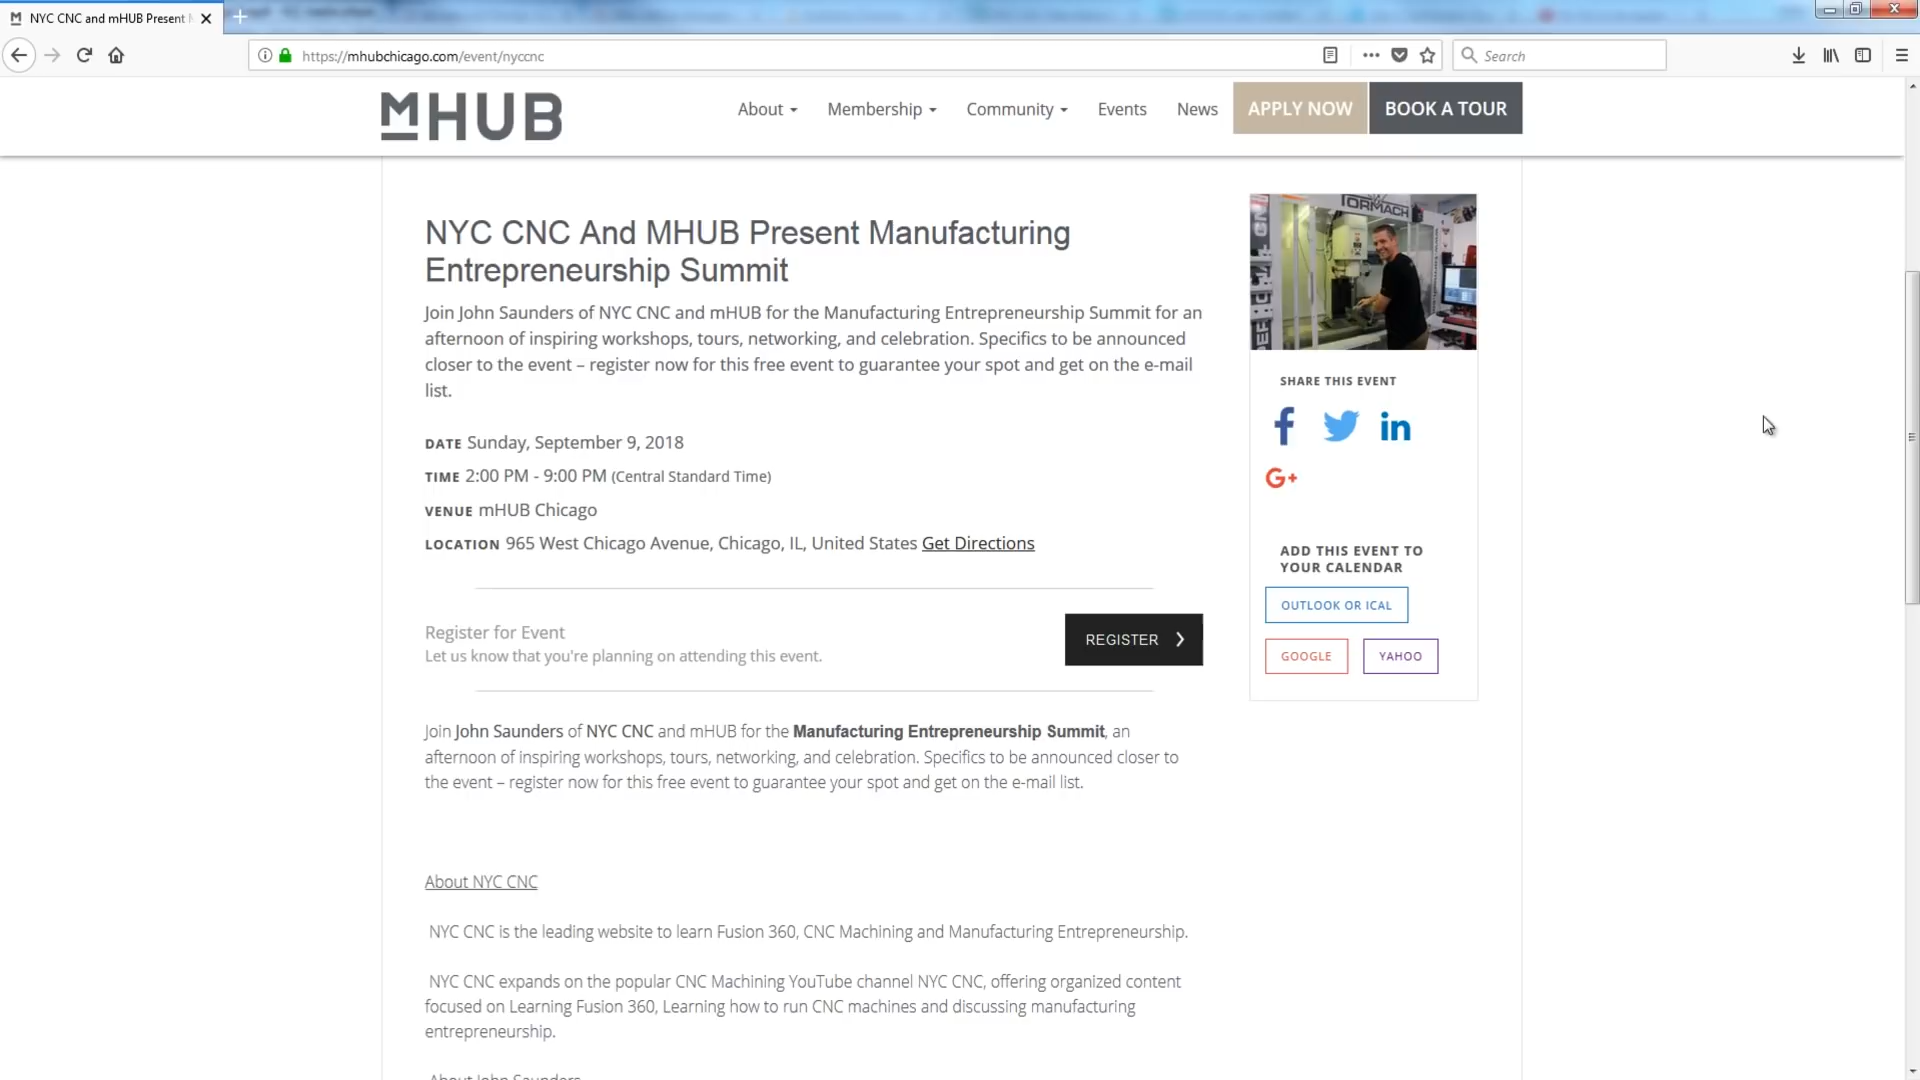 NYC CNC and mHUB Present
https://mhubchicago.com/event/nyccnc
Search
MHUB
About
Membership
Community
Events
News
APPLY NOW
BOOK A TOUR
NYC CNC And MHUB Present Manufacturing
Entrepreneurship Summit
Join John Saunders of NYC CNC and mHUB for the Manufacturing Entrepreneurship Summit for an
afternoon of inspiring workshops, tours, networking, and celebration. Specifics to be announced
closer to the event – register now for this free event to guarantee your spot and get on the e-mail
list.
DATE Sunday, September 9, 2018
TIME 2:00 PM - 9:00 PM (Central Standard Time)
VENUE mHUB Chicago
LOCATION 965 West Chicago Avenue, Chicago, IL, United States Get Directions
Register for Event
Let us know that you're planning on attending this event.
REGISTER
TORMACH
SHARE THIS EVENT
f
in
G+
ADD THIS EVENT TO
YOUR CALENDAR
OUTLOOK OR ICAL
GOOGLE
YAHOO
Join John Saunders of NYC CNC and mHUB for the Manufacturing Entrepreneurship Summit, an
afternoon of inspiring workshops, tours, networking, and celebration. Specifics to be announced closer to
the event – register now for this free event to guarantee your spot and get on the e-mail list.
About NYC CNC
NYC CNC is the leading website to learn Fusion 360, CNC Machining and Manufacturing Entrepreneurship.
NYC CNC expands on the popular CNC Machining YouTube channel NYC CNC, offering organized content
focused on Learning Fusion 360, Learning how to run CNC machines and discussing manufacturing
entrepreneurship.
About John Saunders